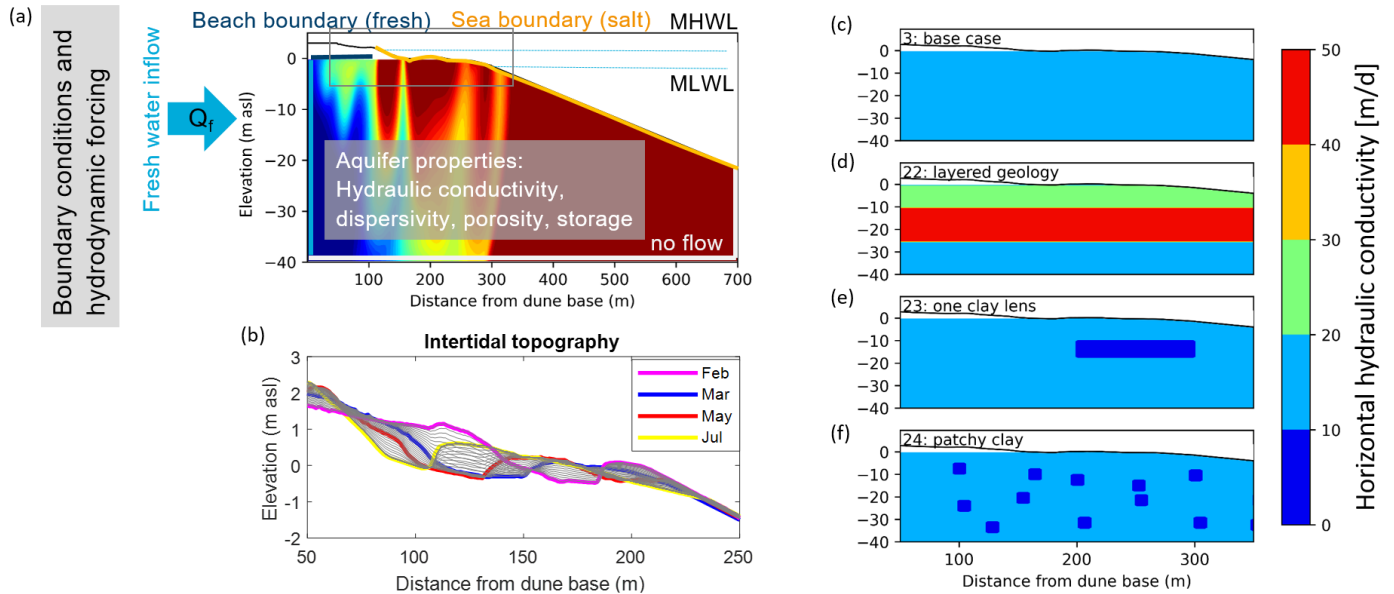 (a)
Boundary conditions and
hydrodynamic forcing
Fresh water inflow
Qf
Beach boundary (fresh)
Sea boundary (salt)
MHWL
MLWL
Elevation (m asl)
0
−10
−20
−30
−40
Aquifer properties:
Hydraulic conductivity,
dispersivity, porosity, storage
no flow
100 200 300 400 500 600 700
Distance from dune base (m)
(b)
Intertidal topography
Elevation (m asl)
3
2
1
0
-1
-2
Feb
Mar
May
Jul
50 100 150 200 250
Distance from dune base (m)
(c)
3: base case
0
−10
−20
−30
−40
(d)
22: layered geology
0
−10
−20
−30
−40
(e)
23: one clay lens
0
−10
−20
−30
−40
(f)
24: patchy clay
0
−10
−20
−30
−40
100 200 300
Distance from dune base (m)
50
40
30
20
10
0
Horizontal hydraulic conductivity [m/d]